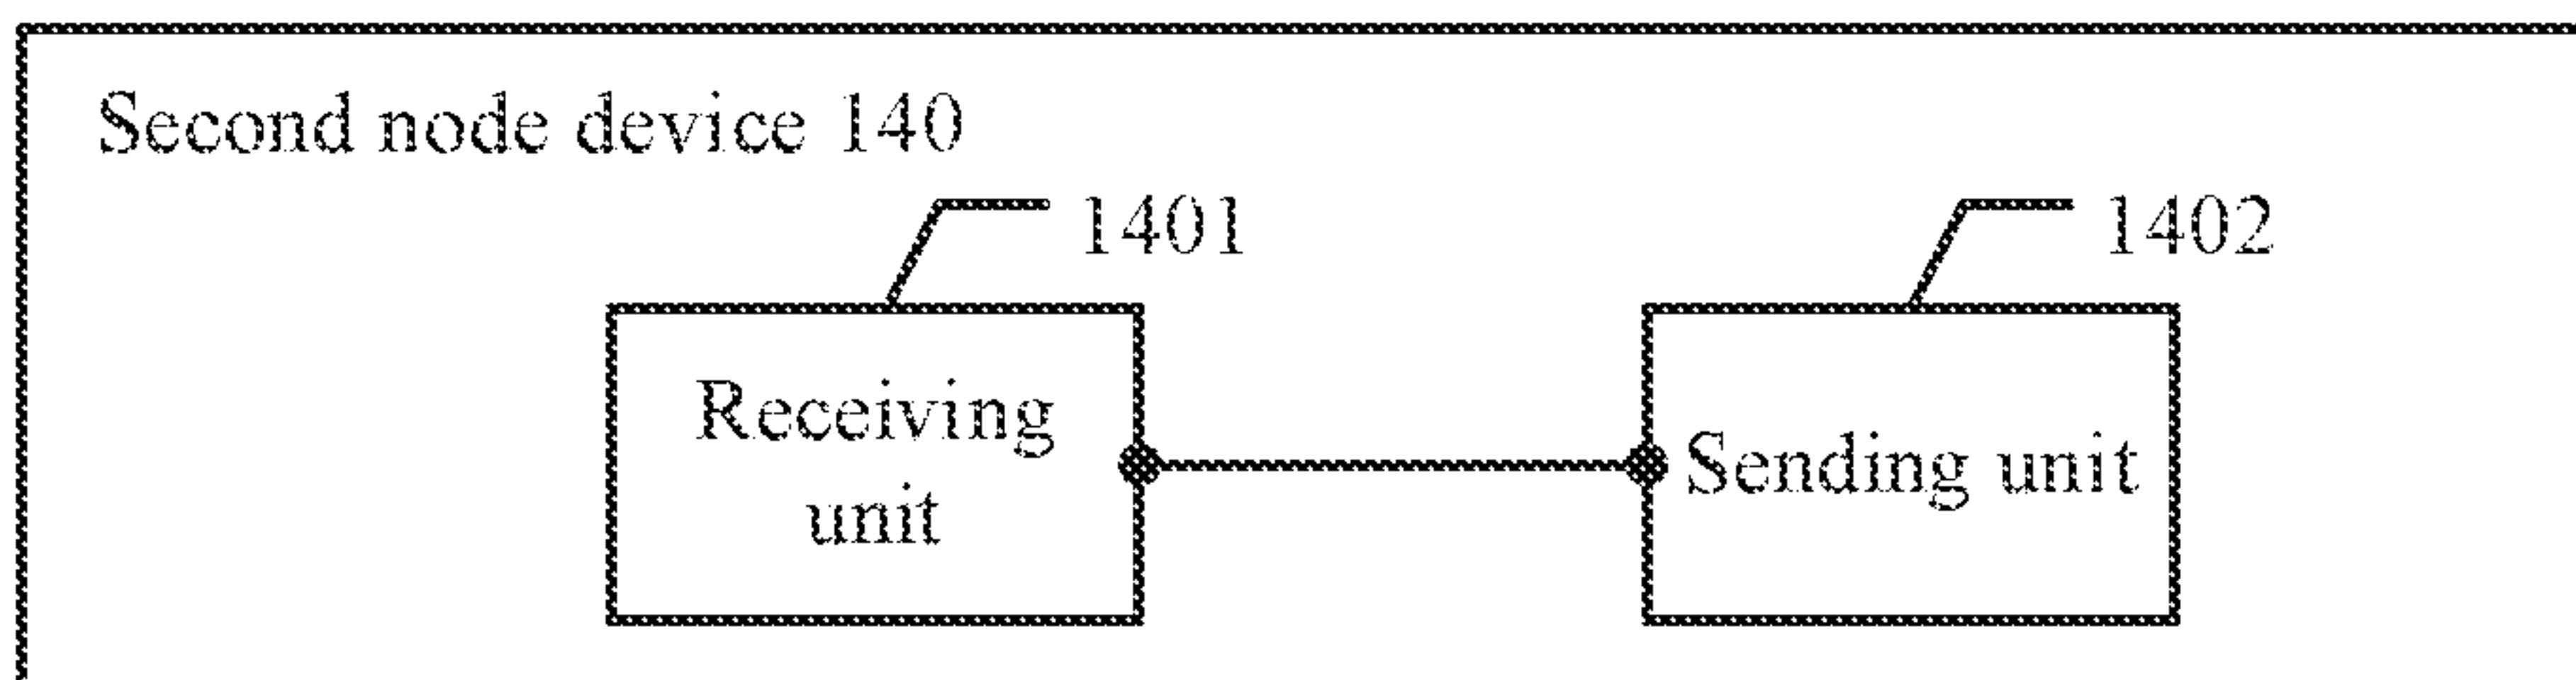 Second node device 140
1401
1402
Receiving
unit
Sending unit